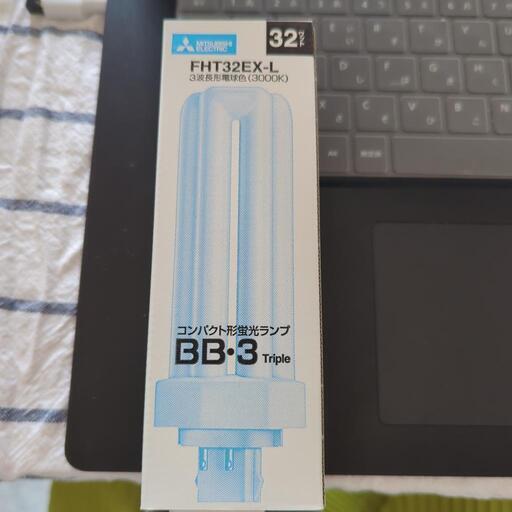 MITSUBISHI
ELECTRIC
32ワット
FHT32EX-L
3波長形電球色(3000K)
コンパクト形蛍光ランプ
BB・3 Triple